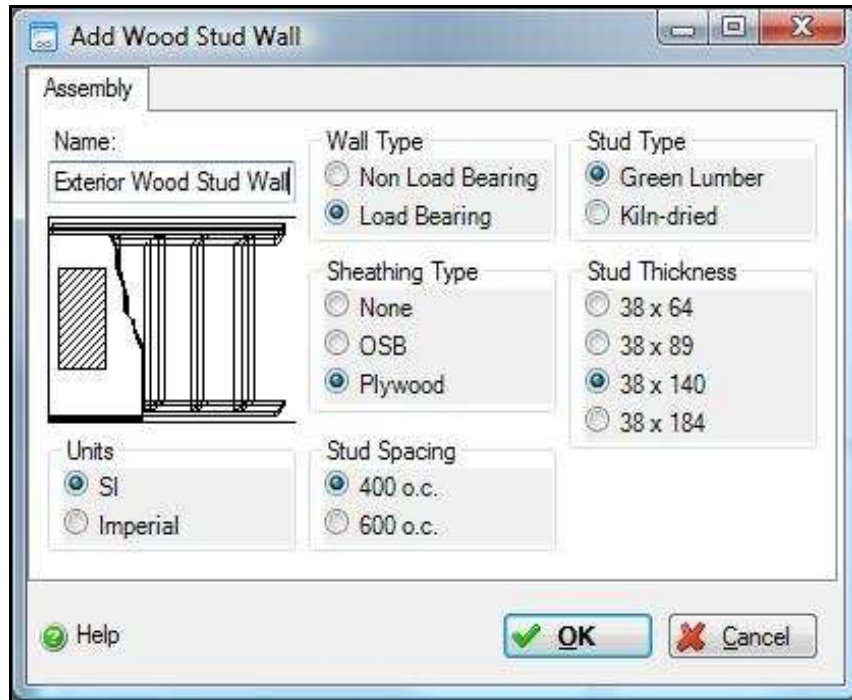 Add Wood Stud Wall
Assembly
Name:
Exterior Wood Stud Wall
Wall Type
Non Load Bearing
Load Bearing
Stud Type
Green Lumber
Kiln-dried
Sheathing Type
None
OSB
Plywood
Stud Thickness
38 x 64
38 x 89
38 x 140
38 x 184
Units
SI
Imperial
Stud Spacing
400 o.c.
600 o.c.
Help
OK
Cancel